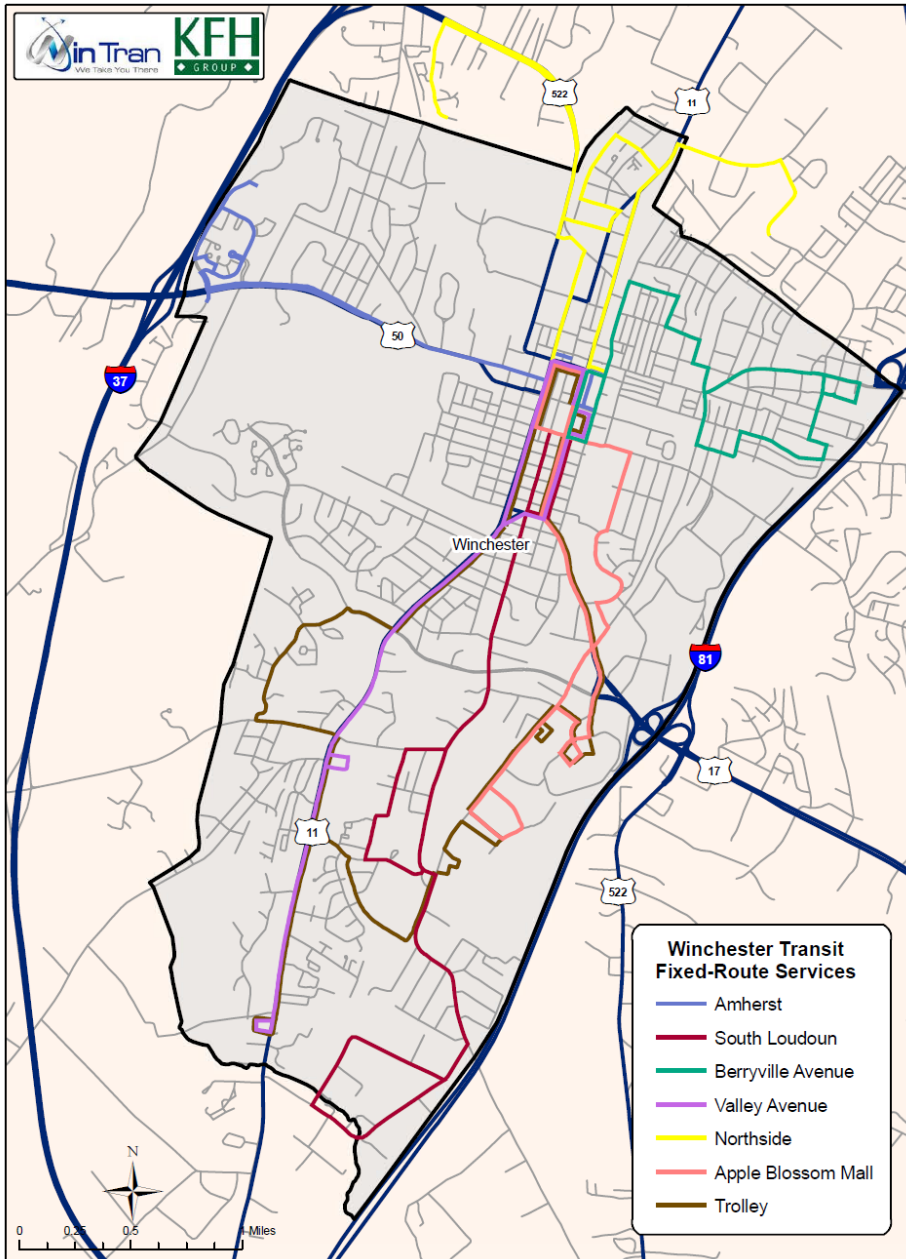 Win Tran
We Take You There
KFH
GROUP
522
11
50
37
Winchester
81
17
11
522
Winchester Transit
Fixed-Route Services
Amherst
South Loudoun
Berryville Avenue
Valley Avenue
Northside
Apple Blossom Mall
Trolley
N
0 0.25 0.5 1 Miles